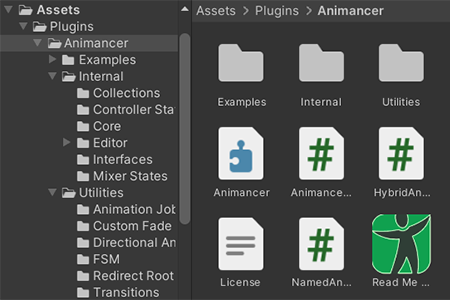 Assets
Plugins
Animancer
Examples
Internal
Collections
Controller Sta
Core
Editor
Interfaces
Mixer States
Utilities
Animation Job
Custom Fade
Directional An
FSM
Redirect Root
Transitions
Assets > Plugins > Animancer
Examples Internal Utilities
Animancer Animance... HybridAn...
License NamedAn... Read Me ...